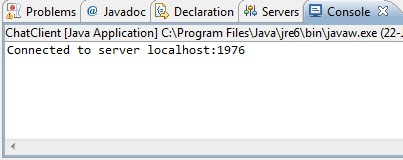 Problems @ Javadoc Declaration Servers Console
ChatClient [Java Application] C:\Program Files\Java\jre6\bin\javaw.exe (22-
Connected to server localhost:1976